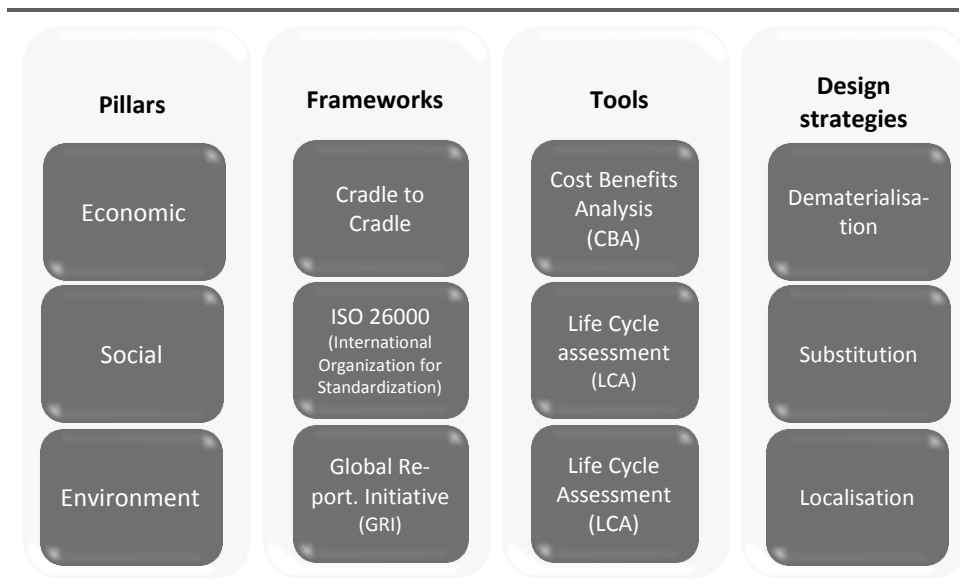 Pillars
Economic
Social
Environment
Frameworks
Cradle to
Cradle
ISO 26000
(International
Organization for
Standardization)
Global Re-
port. Initiative
(GRI)
Tools
Cost Benefits
Analysis
(CBA)
Life Cycle
assessment
(LCA)
Life Cycle
Assessment
(LCA)
Design
strategies
Dematerialisa-
tion
Substitution
Localisation